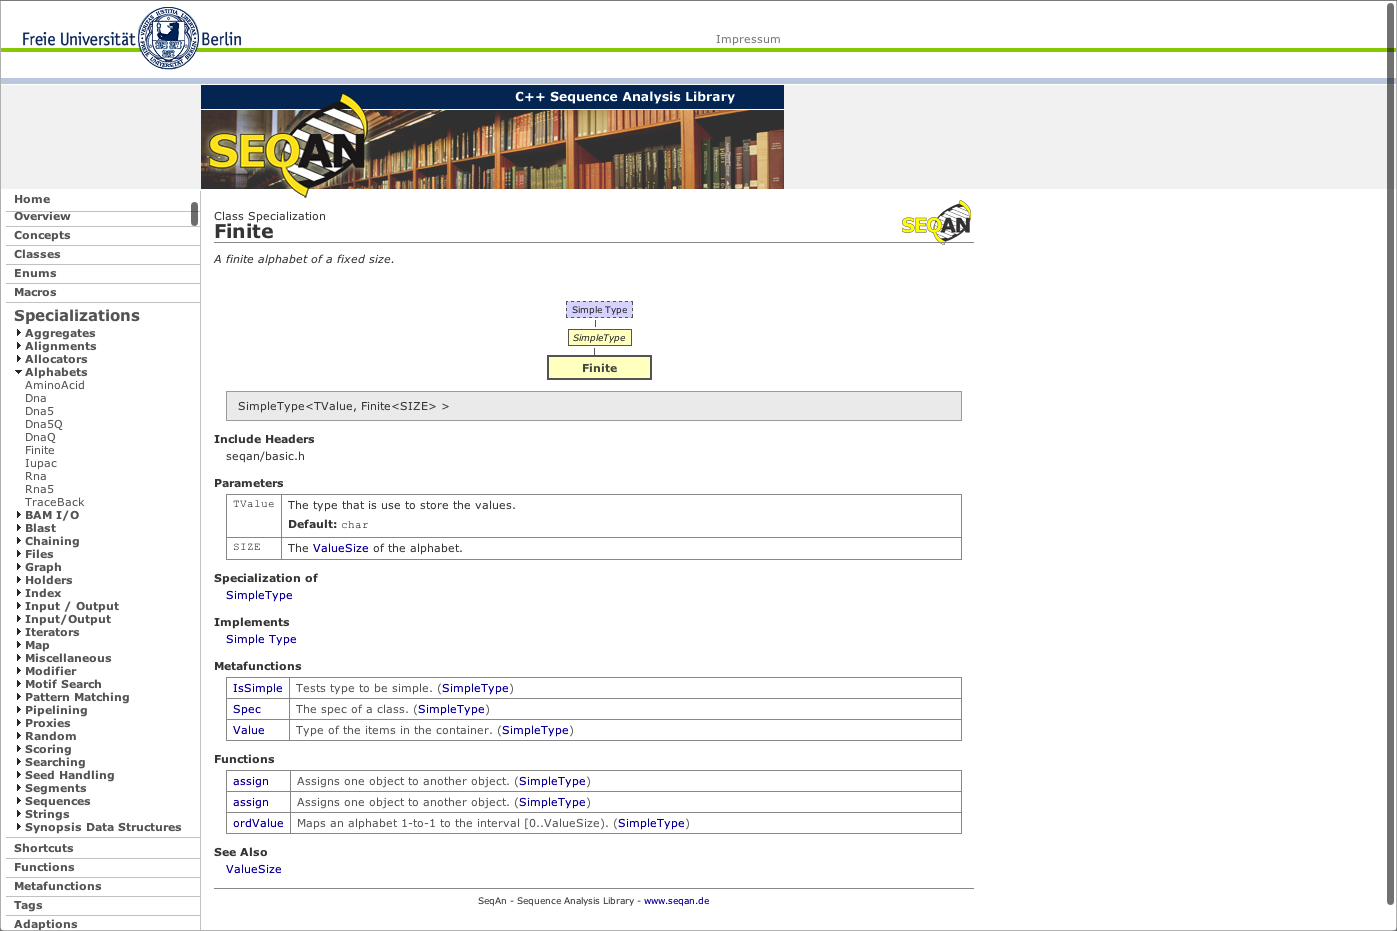 Freie Universität Berlin
Impressum
C++ Sequence Analysis Library
SEQAN
Home
Overview
Concepts
Classes
Enums
Macros
Specializations
Aggregates
Alignments
Allocators
Alphabets
AminoAcid
Dna
Dna5
Dna5Q
DnaQ
Finite
Iupac
Rna
Rna5
TraceBack
BAM I/O
Blast
Chaining
Files
Graph
Holders
Index
Input / Output
Input/Output
Iterators
Map
Miscellaneous
Modifier
Motif Search
Pattern Matching
Pipelining
Proxies
Random
Scoring
Searching
Seed Handling
Segments
Sequences
Strings
Synopsis Data Structures
Shortcuts
Functions
Metafunctions
Tags
Adaptions
Class Specialization
Finite
SEQAN
A finite alphabet of a fixed size.
Simple Type
SimpleType
Finite
SimpleType<TValue, Finite<SIZE> >
Include Headers
seqan/basic.h
Parameters
TValue The type that is use to store the values.
Default: char
SIZE The ValueSize of the alphabet.
Specialization of
SimpleType
Implements
Simple Type
Metafunctions
IsSimple Tests type to be simple. (SimpleType)
Spec The spec of a class. (SimpleType)
Value Type of the items in the container. (SimpleType)
Functions
assign Assigns one object to another object. (SimpleType)
assign Assigns one object to another object. (SimpleType)
ordValue Maps an alphabet 1-to-1 to the interval [0..ValueSize). (SimpleType)
See Also
ValueSize
SeqAn - Sequence Analysis Library - www.seqan.de